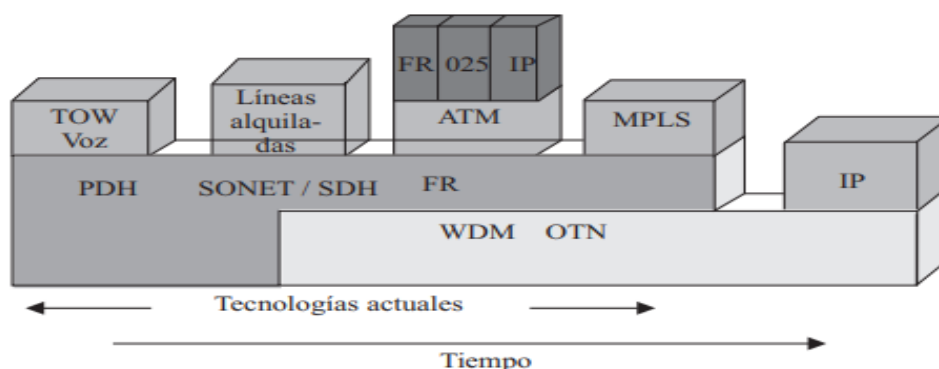 FR 025 IP
TOW
Voz
Líneas
alquila-
das
ATM
MPLS
PDH SONET / SDH FR
IP
WDM OTN
Tecnologías actuales
Tiempo